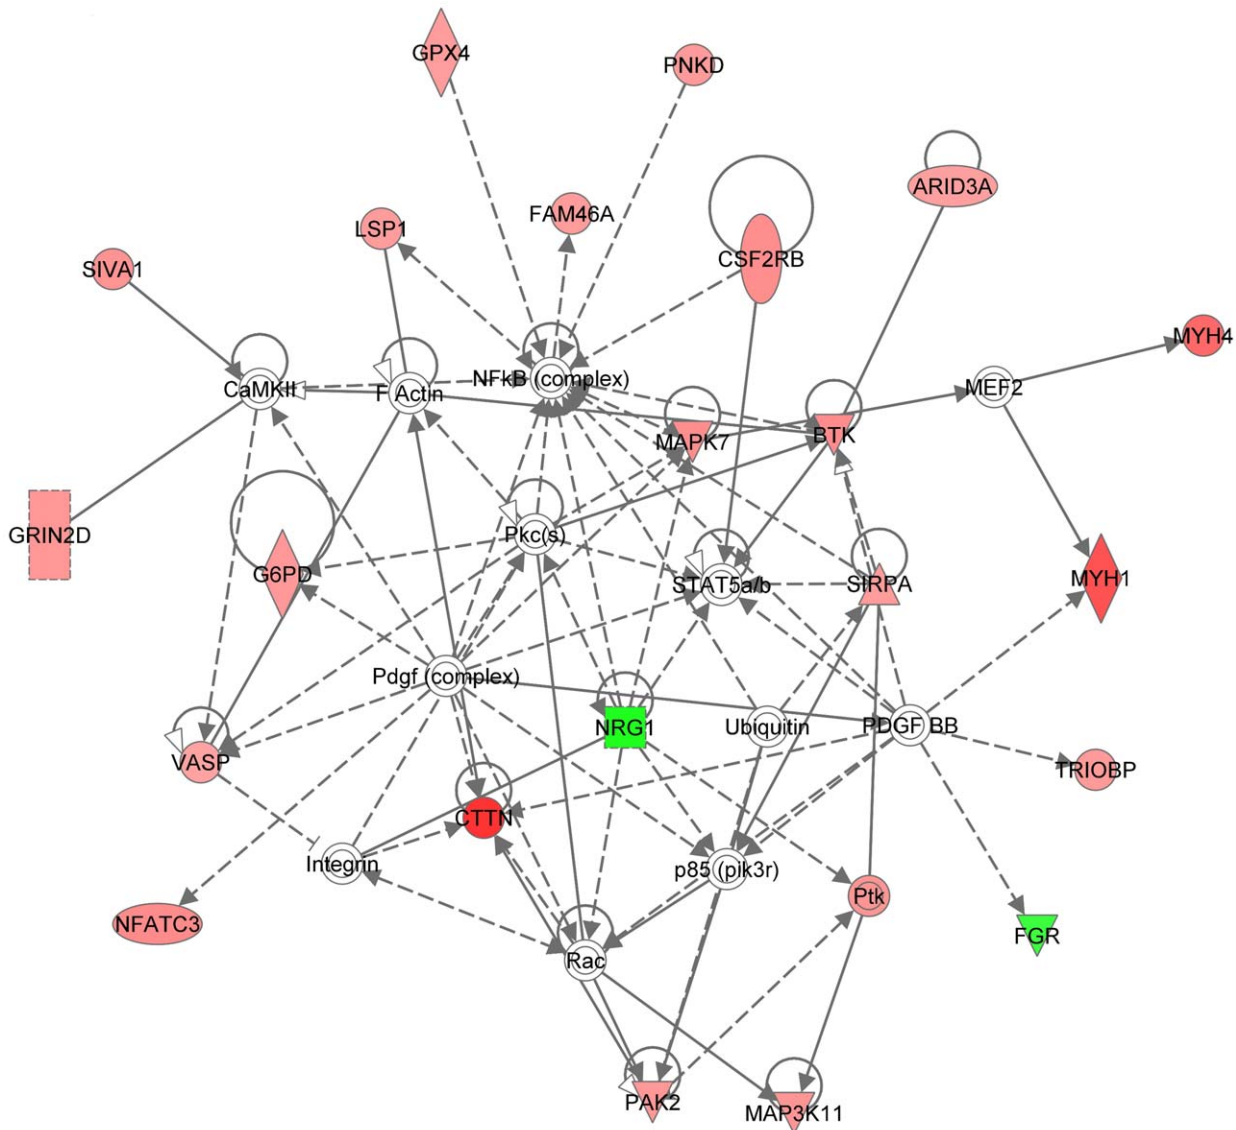 GPX4
PNKD
ARID3A
FAM46A
LSP1
CSF2RB
SIVA1
MYH4
NFkB (complex)
CaMKII
F Actin
MEF2
MAPK7
BTK
GRIN2D
Pkc(s)
G6PD
STAT5a/b
SIRPA
MYH1
Pdgf (complex)
NRG1
Ubiquitin
PDGF BB
VASP
TRIOBP
CTTN
Integrin
p85 (pik3r)
Ptk
NFATC3
FGR
Rac
PAK2
MAP3K11